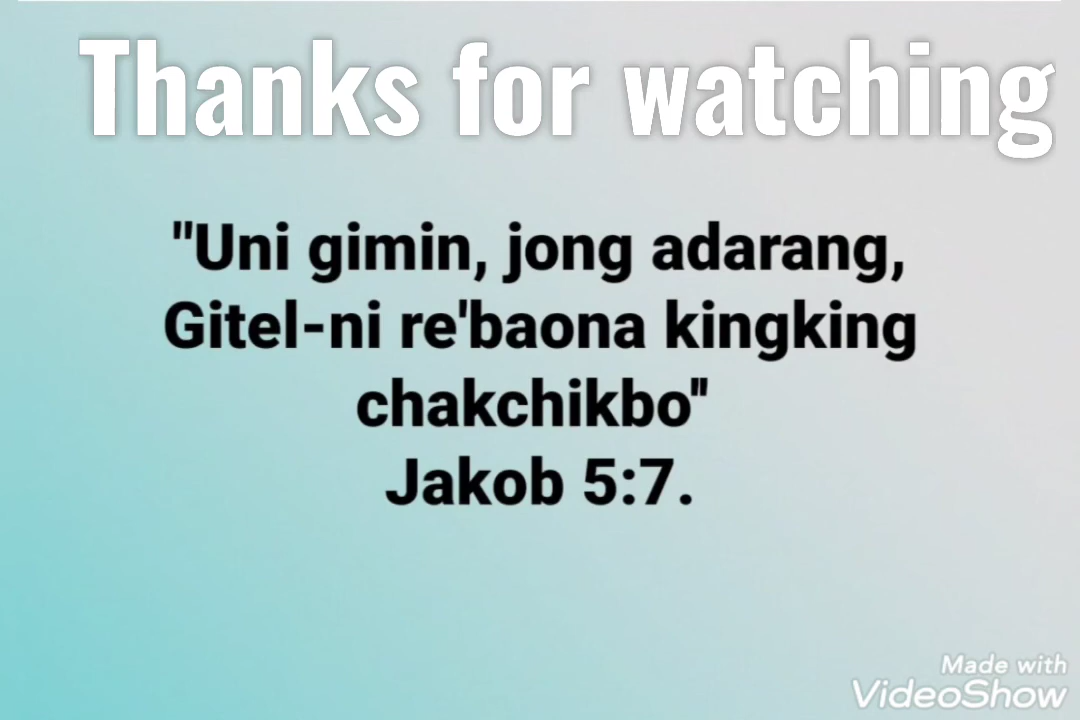 Thanks for watching
"Uni gimin, jong adarang,
Gitel-ni re'baona kingking
chakchikbo"
Jakob 5:7.
Made with
VideoShow